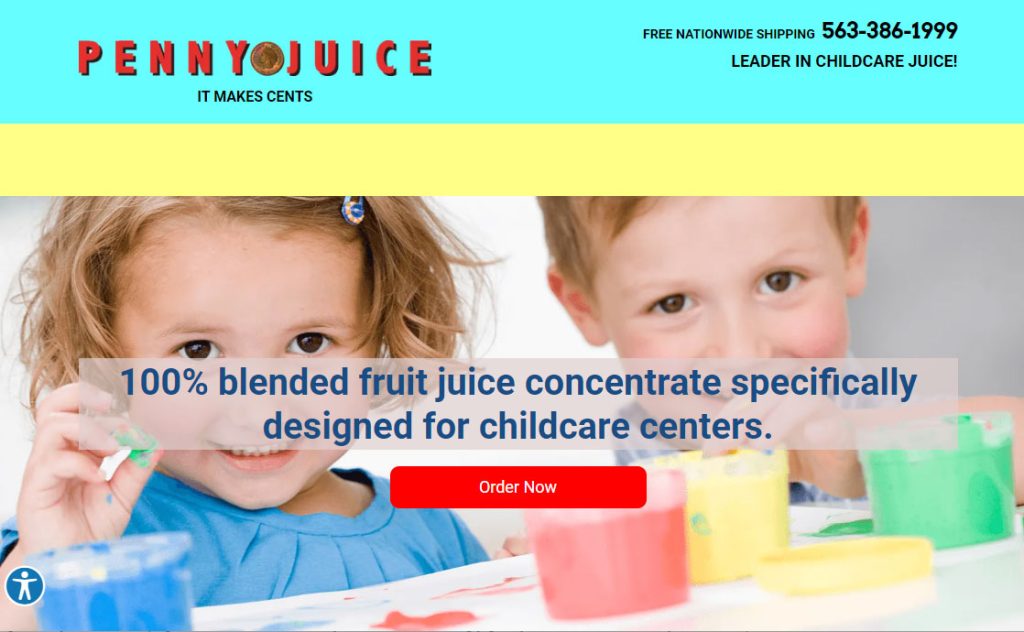 PENNY JUICE
IT MAKES CENTS
FREE NATIONWIDE SHIPPING 563-386-1999
LEADER IN CHILDCARE JUICE!
100% blended fruit juice concentrate specifically
designed for childcare centers.
Order Now